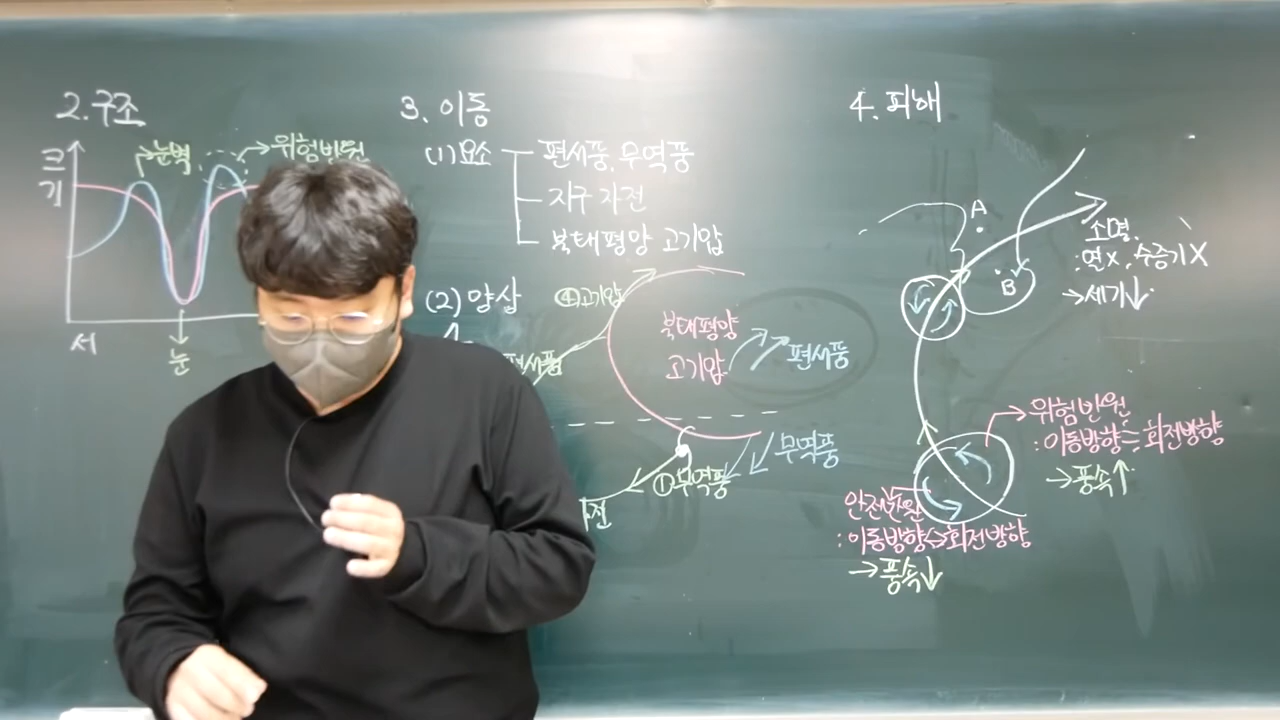 2. 구조
크기
눈벽
위험반원
서
눈
3. 이동
(1) 요소
편서풍, 무역풍
지구 자전
북태평양 고기압
(2) 양상
④고기압
편서풍
북태평양
고기압
편서풍
무역풍
①무역풍
4. 피해
A
B
소멸
: 열X, 수증기X
→세기↓
위험반원
: 이동방향=회전방향
→풍속↑
안전반원
: 이동방향⇔회전방향
→풍속↓